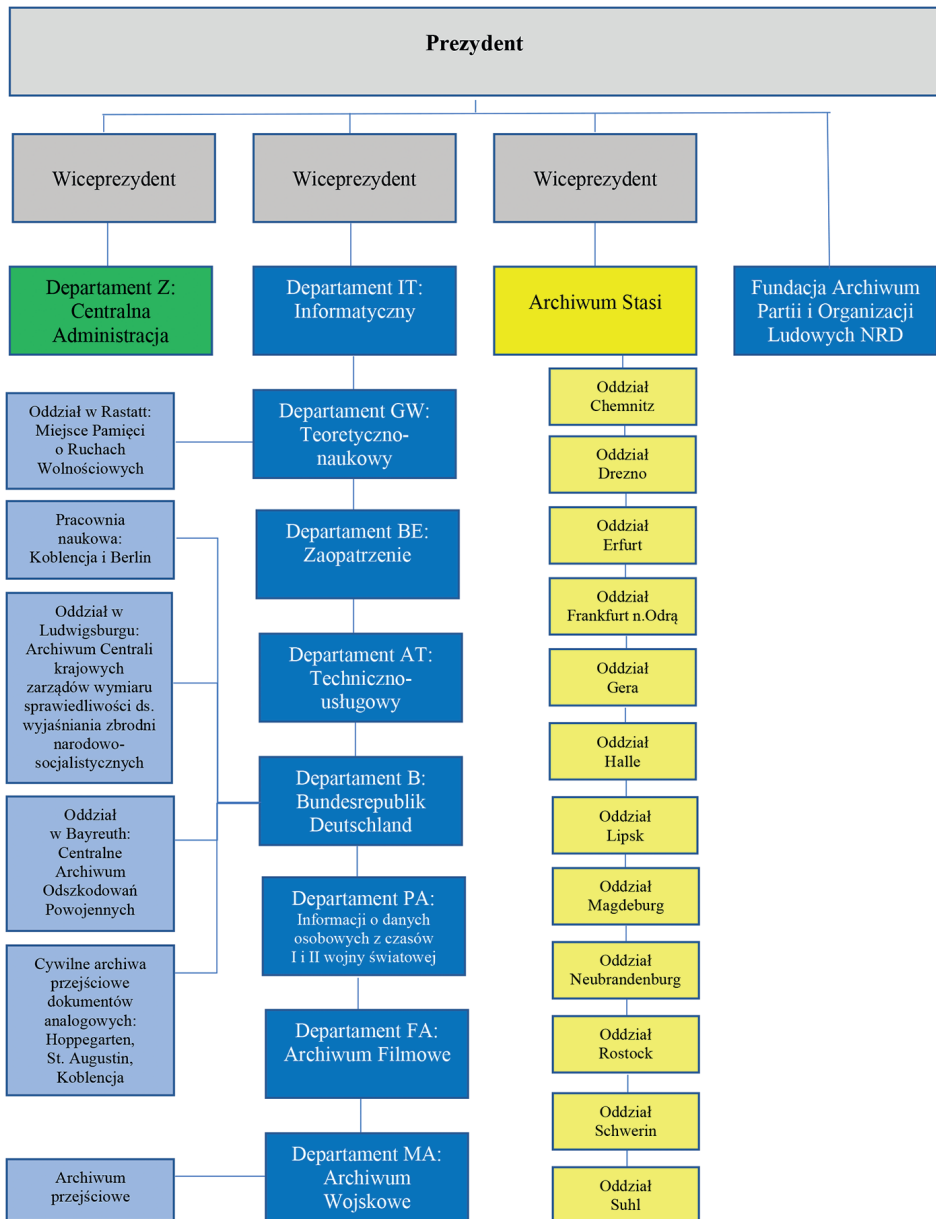 Prezydent
Wiceprezydent
Wiceprezydent
Wiceprezydent
Departament Z:
Centralna
Administracja
Departament IT:
Informatyczny
Archiwum Stasi
Fundacja Archiwum
Partii i Organizacji
Ludowych NRD
Oddział w Rastatt:
Miejsce Pamięci
o Ruchach
Wolnościowych
Departament GW:
Teoretyczno-
naukowy
Pracownia
naukowa:
Koblencja i Berlin
Departament BE:
Zaopatrzenie
Oddział w
Ludwigsburgu:
Archiwum Centrali
krajowych
zarządów wymiaru
sprawiedliwości ds.
wyjaśniania zbrodni
narodowo-
socjalistycznych
Departament AT:
Techniczno-
usługowy
Departament B:
Bundesrepublik
Deutschland
Oddział
w Bayreuth:
Centralne
Archiwum
Odszkodowań
Powojennych
Departament PA:
Informacji o danych
osobowych z czasów
I i II wojny światowej
Cywilne archiwa
przejściowe
dokumentów
analogowych:
Hoppegarten,
St. Augustin,
Koblencja
Departament FA:
Archiwum Filmowe
Archiwum
przejściowe
Departament MA:
Archiwum
Wojskowe
Oddział
Chemnitz
Oddział
Drezno
Oddział
Erfurt
Oddział
Frankfurt n.Odrą
Oddział
Gera
Oddział
Halle
Oddział
Lipsk
Oddział
Magdeburg
Oddział
Neubrandenburg
Oddział
Rostock
Oddział
Schwerin
Oddział
Suhl